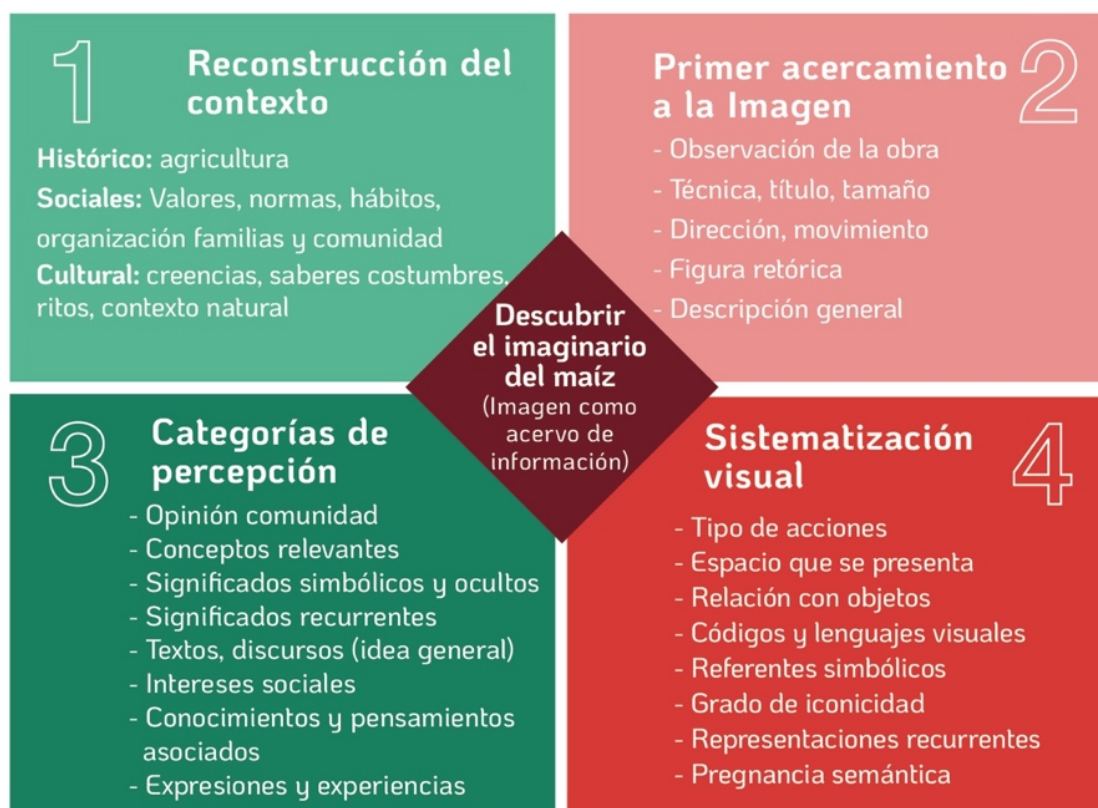 1
Reconstrucción del
contexto
Histórico: agricultura
Sociales: Valores, normas, hábitos,
organización familias y comunidad
Cultural: creencias, saberes costumbres,
ritos, contexto natural
Primer acercamiento
a la Imagen
2
- Observación de la obra
- Técnica, título, tamaño
- Dirección, movimiento
- Figura retórica
- Descripción general
Descubrir
el imaginario
del maíz
(Imagen como
acervo de
información)
3
Categorías de
percepción
- Opinión comunidad
- Conceptos relevantes
- Significados simbólicos y ocultos
- Significados recurrentes
- Textos, discursos (idea general)
- Intereses sociales
- Conocimientos y pensamientos
asociados
- Expresiones y experiencias
Sistematización
visual
4
- Tipo de acciones
- Espacio que se presenta
- Relación con objetos
- Códigos y lenguajes visuales
- Referentes simbólicos
- Grado de iconicidad
- Representaciones recurrentes
- Pregnancia semántica